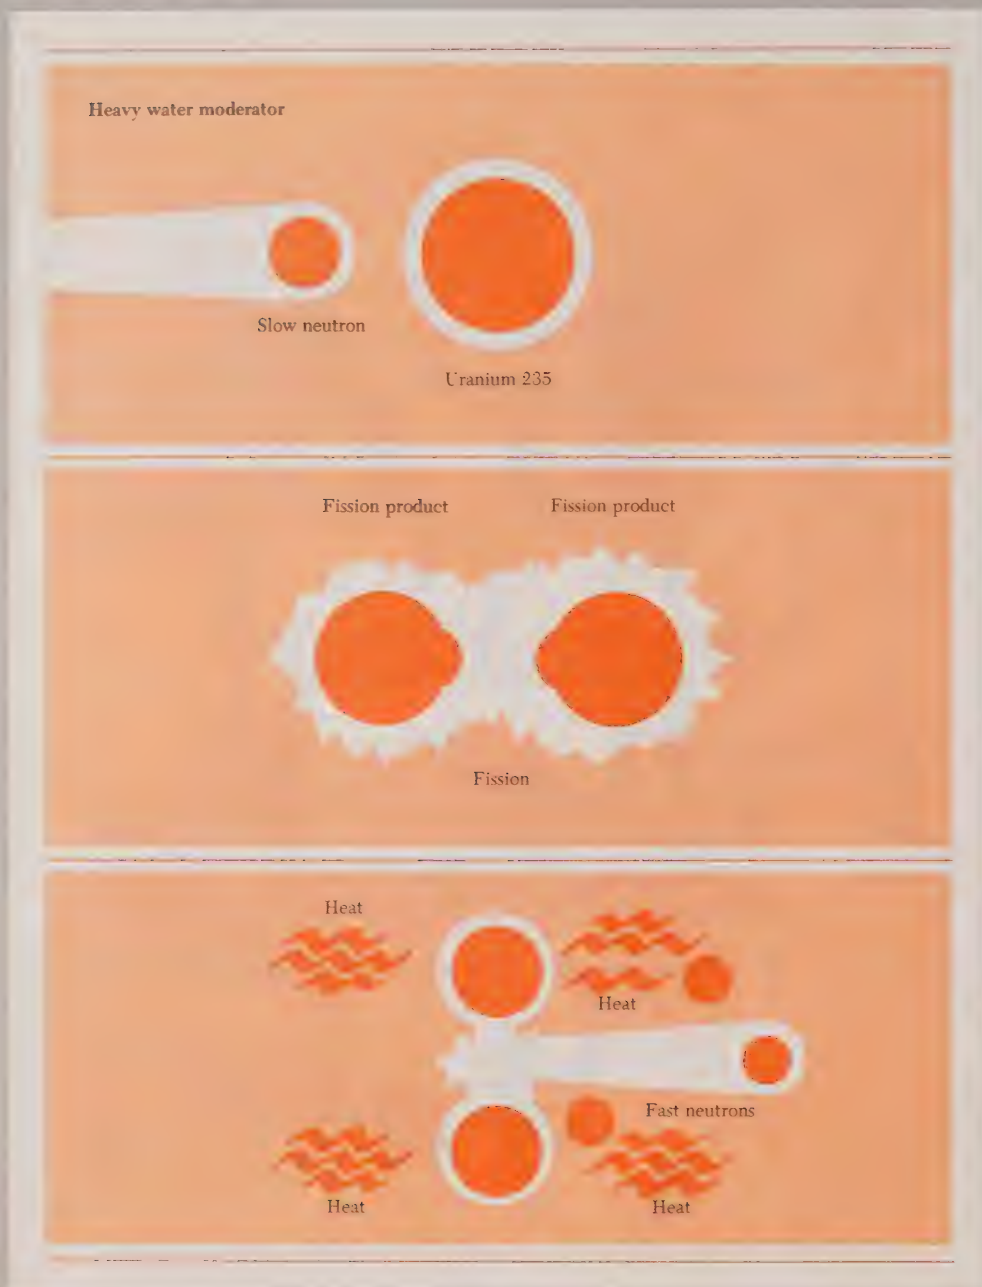 Heavy water moderator
Slow neutron
Uranium 235
Fission product
Fission product
Fission
Heat
Heat
Fast neutrons
Heat
Heat